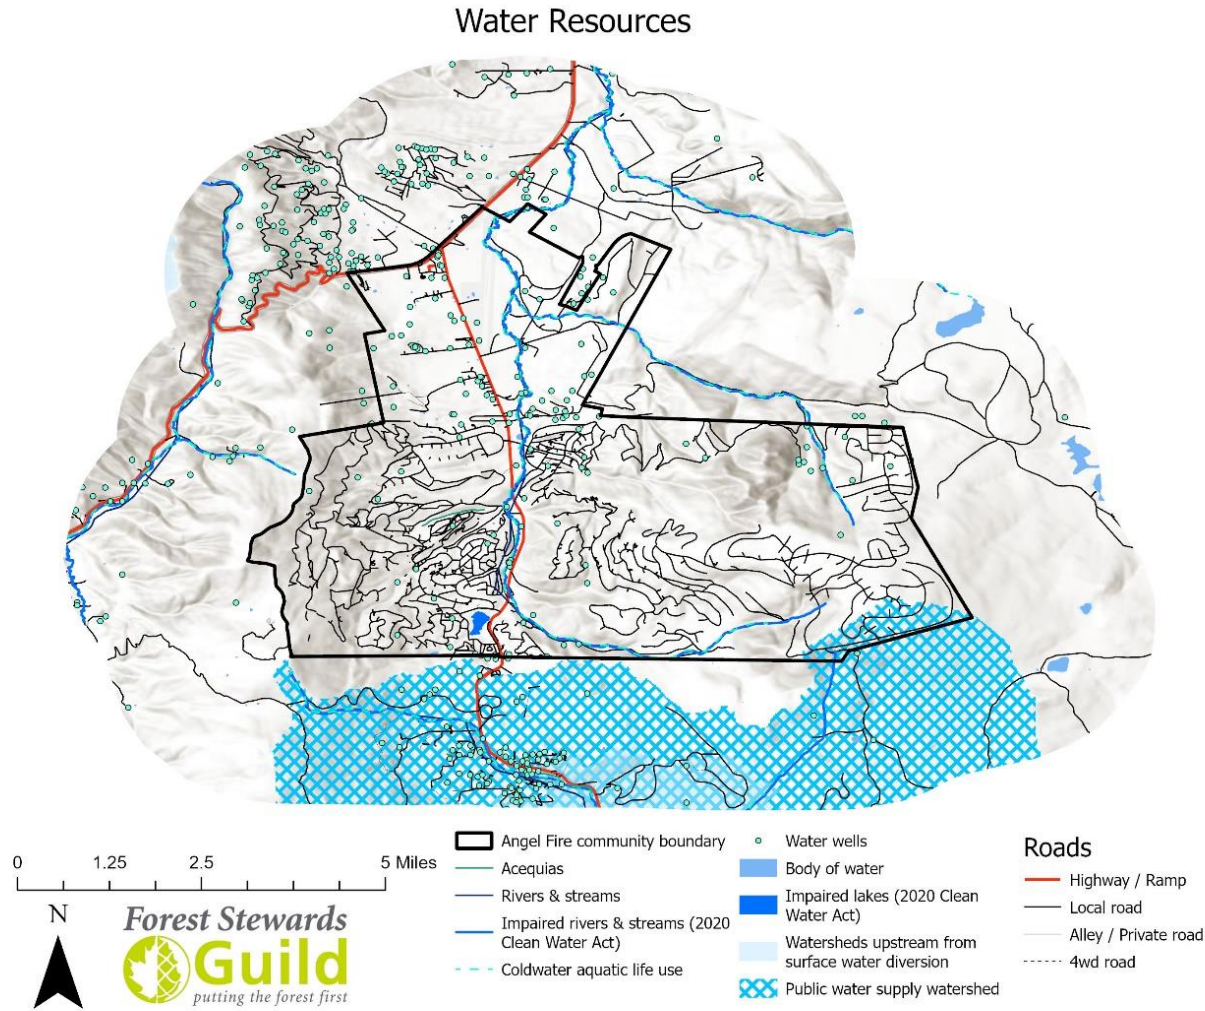 Water Resources
0 1.25 2.5 5 Miles
N
Forest Stewards
Guild
putting the forest first
Angel Fire community boundary
Acequias
Rivers & streams
Impaired rivers & streams (2020
Clean Water Act)
Coldwater aquatic life use
Water wells
Body of water
Impaired lakes (2020 Clean
Water Act)
Watersheds upstream from
surface water diversion
Public water supply watershed
Roads
Highway / Ramp
Local road
Alley / Private road
4wd road